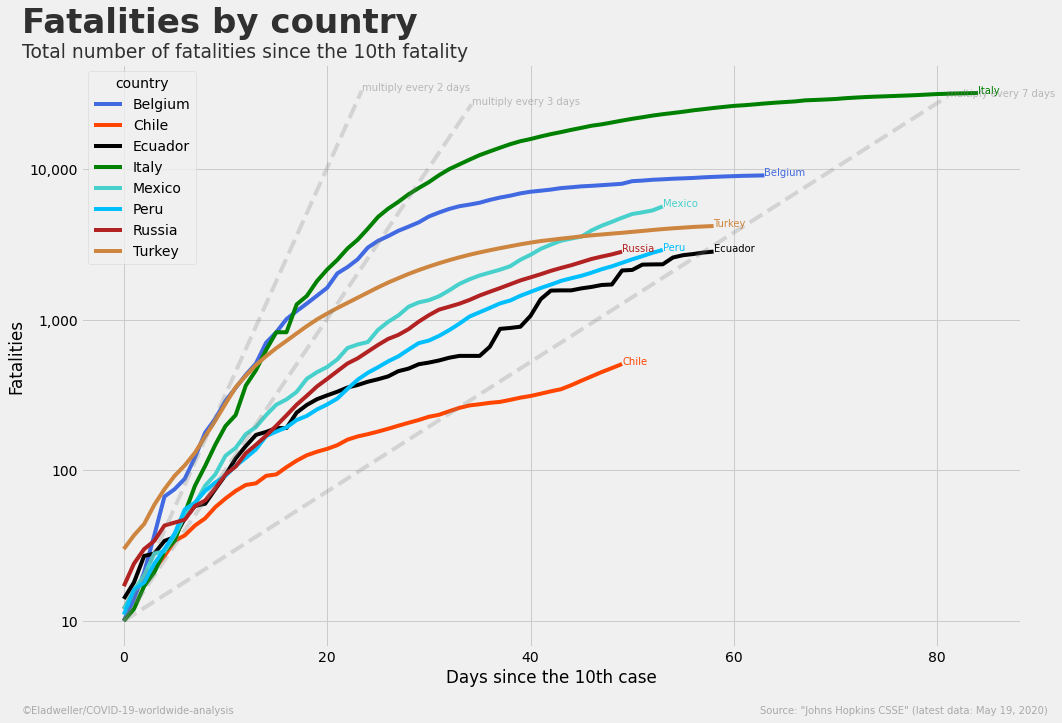 Fatalities by country
Total number of fatalities since the 10th fatality
country
Belgium
Chile
Ecuador
Italy
Mexico
Peru
Russia
Turkey
multiply every 2 days
multiply every 3 days
multiply every 7 days
Italy
Belgium
Mexico
Turkey
Russia
Peru
Ecuador
Chile
Fatalities
10,000
1,000
100
10
0 20 40 60 80
Days since the 10th case
©Eladweller/COVID-19-worldwide-analysis
Source: "Johns Hopkins CSSE" (latest data: May 19, 2020)